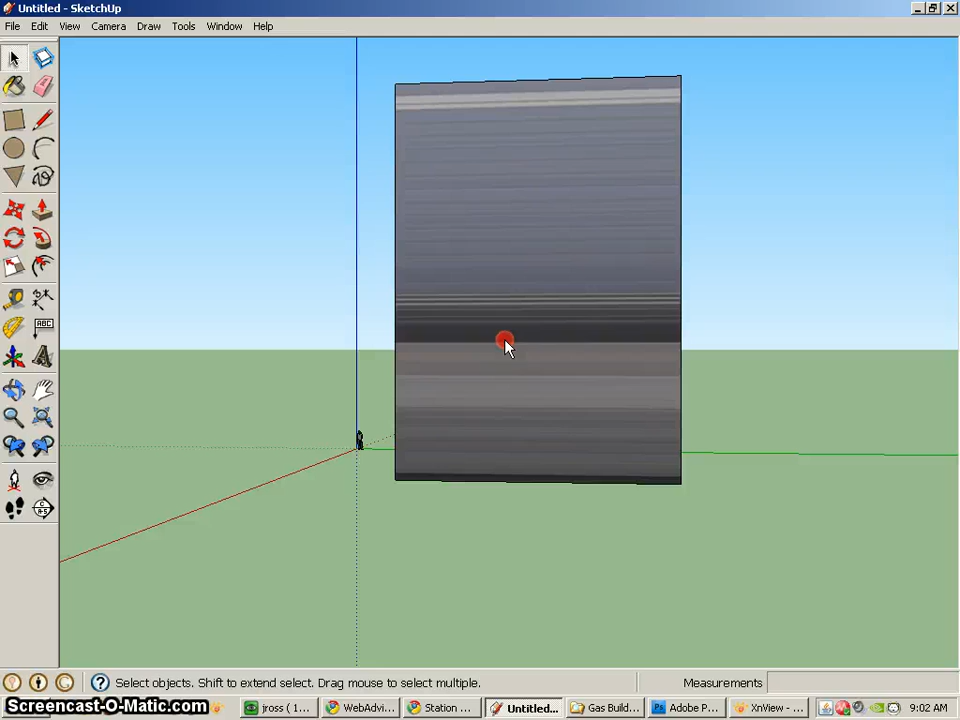 Untitled - SketchUp
File Edit View Camera Draw Tools Window Help
ABC
Select objects. Shift to extend select. Drag mouse to select multiple. Measurements
Screencast-O-Matic.com jross ( 1... WebAdvi... Station ... Untitled... Gas Build... Adobe P... XnView - ... 9:02 AM